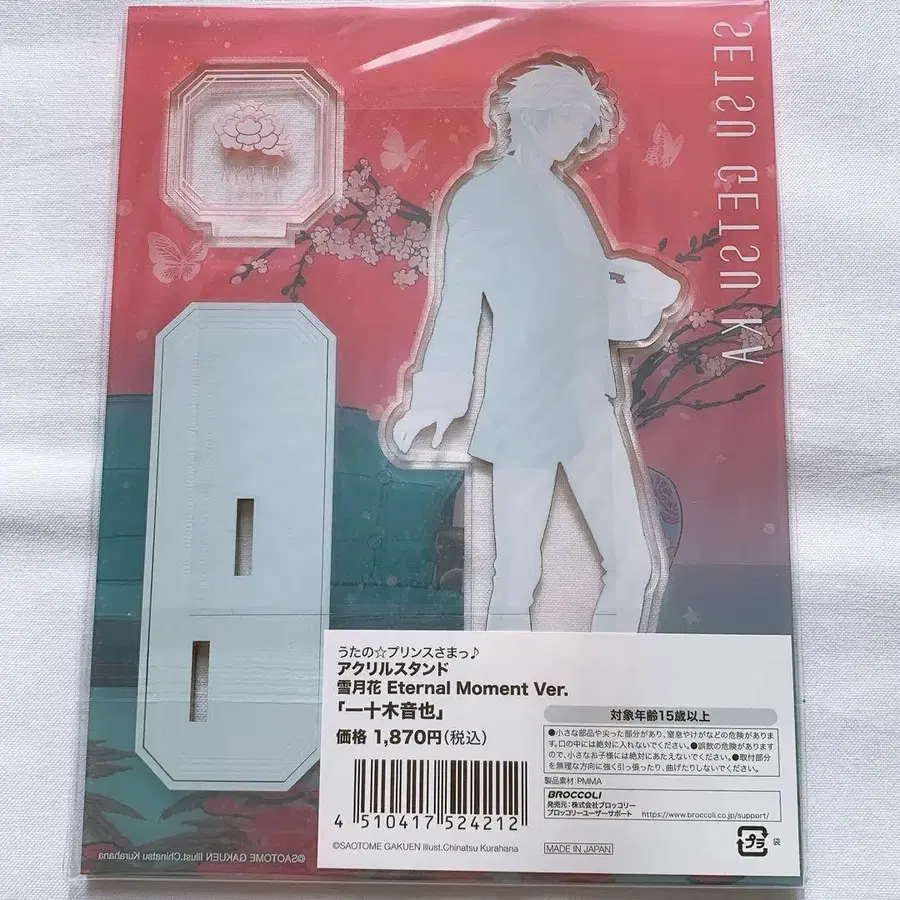 SETSU GETSU KA
OTOYA
うたの☆プリンスさまっ♪
アクリルスタンド
雪月花 Eternal Moment Ver.
「一十木音也」
価格 1,870円(税込)
4 510417 524212
©SAOTOME GAKUEN Illust.Chinatsu Kurahana
対象年齢15歳以上
●小さな部品や尖った部分があり、窒息やけがなどの危険がありま
す。口の中には絶対に入れないでください。●誤飲の危険があります
ので、小さなお子様には絶対にあたえないでください。●取付部分
を無理な方向に強く引っ張ったり、曲げたりしないでください。
製品素材:PMMA
BROCCOLI
発売元:株式会社ブロッコリー
ブロッコリーユーザーサポート https://www.broccoli.co.jp/support/
MADE IN JAPAN
プラ
袋
©SAOTOME GAKUEN Illust.Chinatsu Kurahana